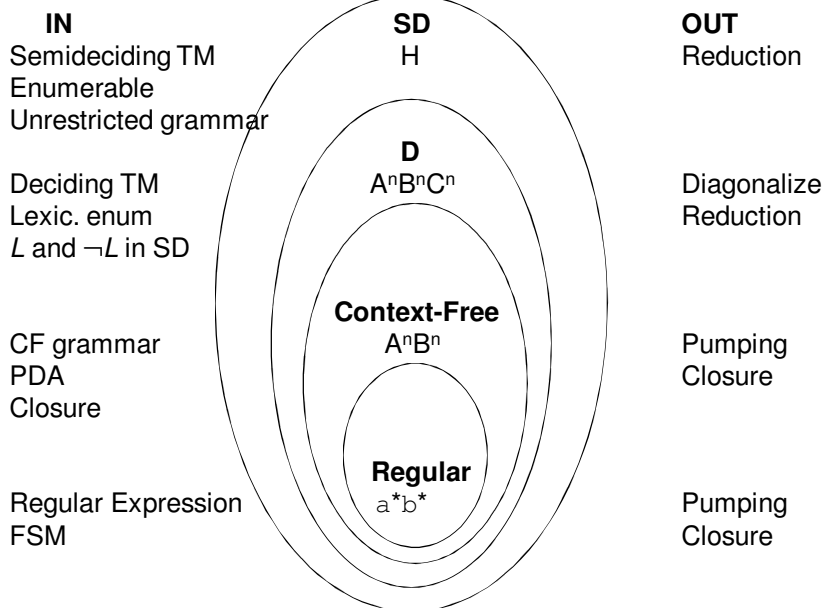 IN SD OUT
Semideciding TM H Reduction
Enumerable
Unrestricted grammar
D
Deciding TM AⁿBⁿCⁿ Diagonalize
Lexic. enum Reduction
L and ¬L in SD
Context-Free
CF grammar AⁿBⁿ Pumping
PDA Closure
Closure
Regular
Regular Expression a*b* Pumping
FSM Closure